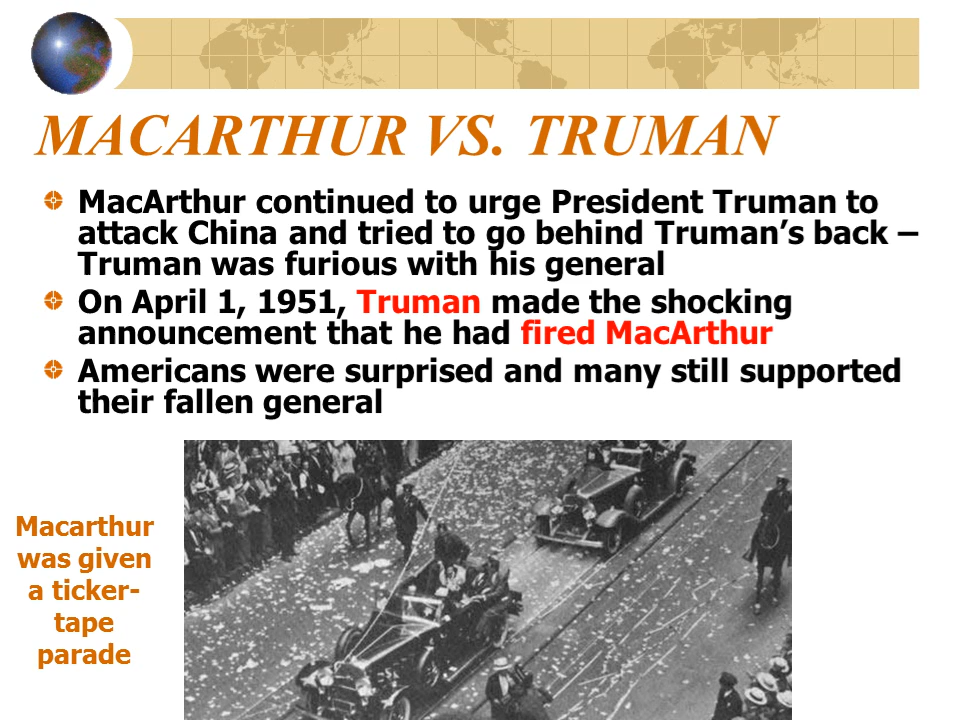 MACARTHUR VS. TRUMAN
MacArthur continued to urge President Truman to
attack China and tried to go behind Truman’s back –
Truman was furious with his general
On April 1, 1951, Truman made the shocking
announcement that he had fired MacArthur
Americans were surprised and many still supported
their fallen general
Macarthur
was given
a ticker-
tape
parade